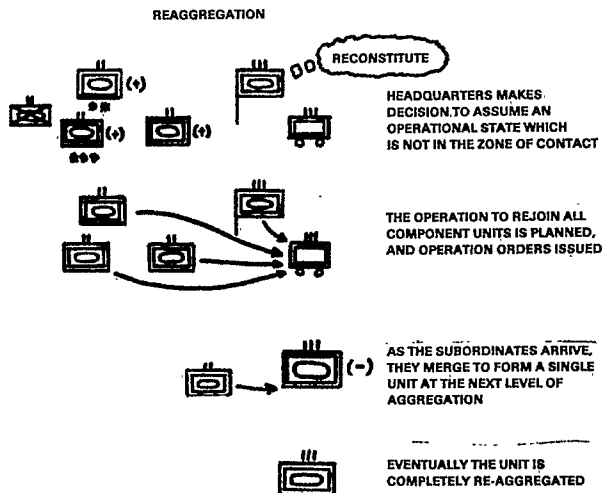 REAGGREGATION
RECONSTITUTE
(+)
(+)
(+)
HEADQUARTERS MAKES
DECISION TO ASSUME AN
OPERATIONAL STATE WHICH
IS NOT IN THE ZONE OF CONTACT
THE OPERATION TO REJOIN ALL
COMPONENT UNITS IS PLANNED,
AND OPERATION ORDERS ISSUED
(-)
AS THE SUBORDINATES ARRIVE,
THEY MERGE TO FORM A SINGLE
UNIT AT THE NEXT LEVEL OF
AGGREGATION
EVENTUALLY THE UNIT IS
COMPLETELY RE-AGGREGATED